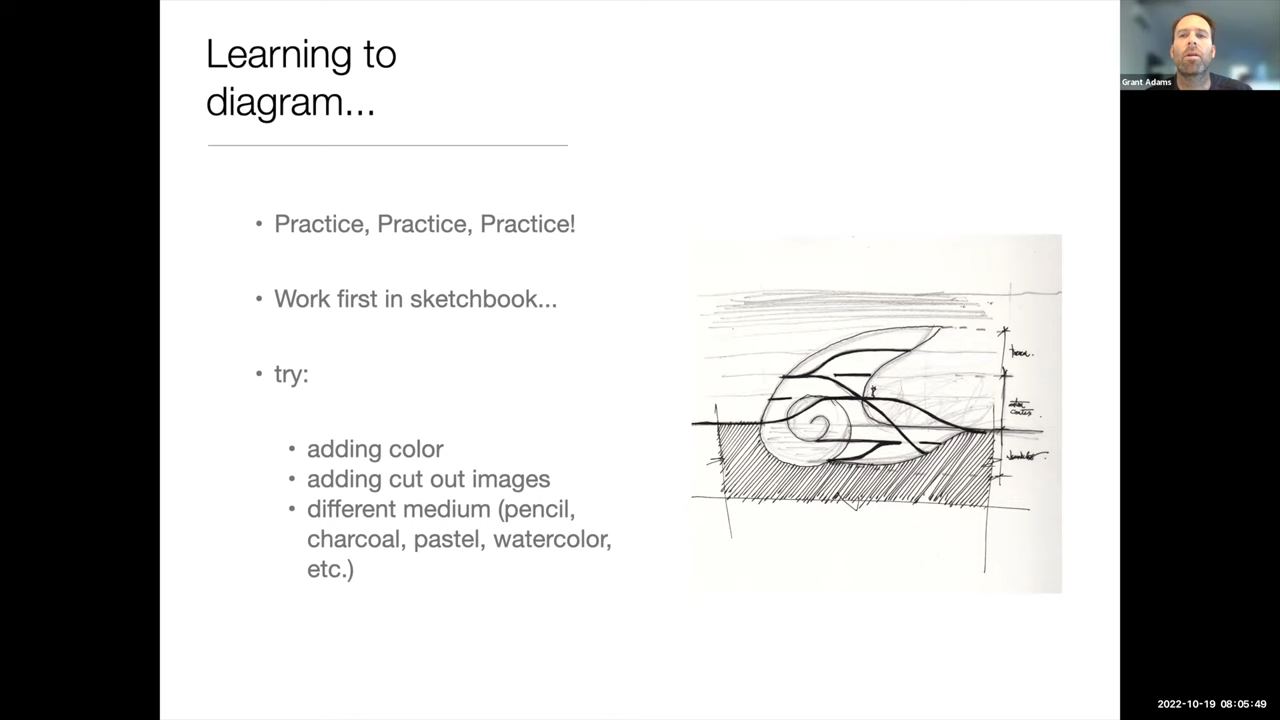 Learning to
diagram...
• Practice, Practice, Practice!
• Work first in sketchbook...
• try:
• adding color
• adding cut out images
• different medium (pencil,
charcoal, pastel, watercolor,
etc.)
Grant Adams
2022-10-19 08:05:49